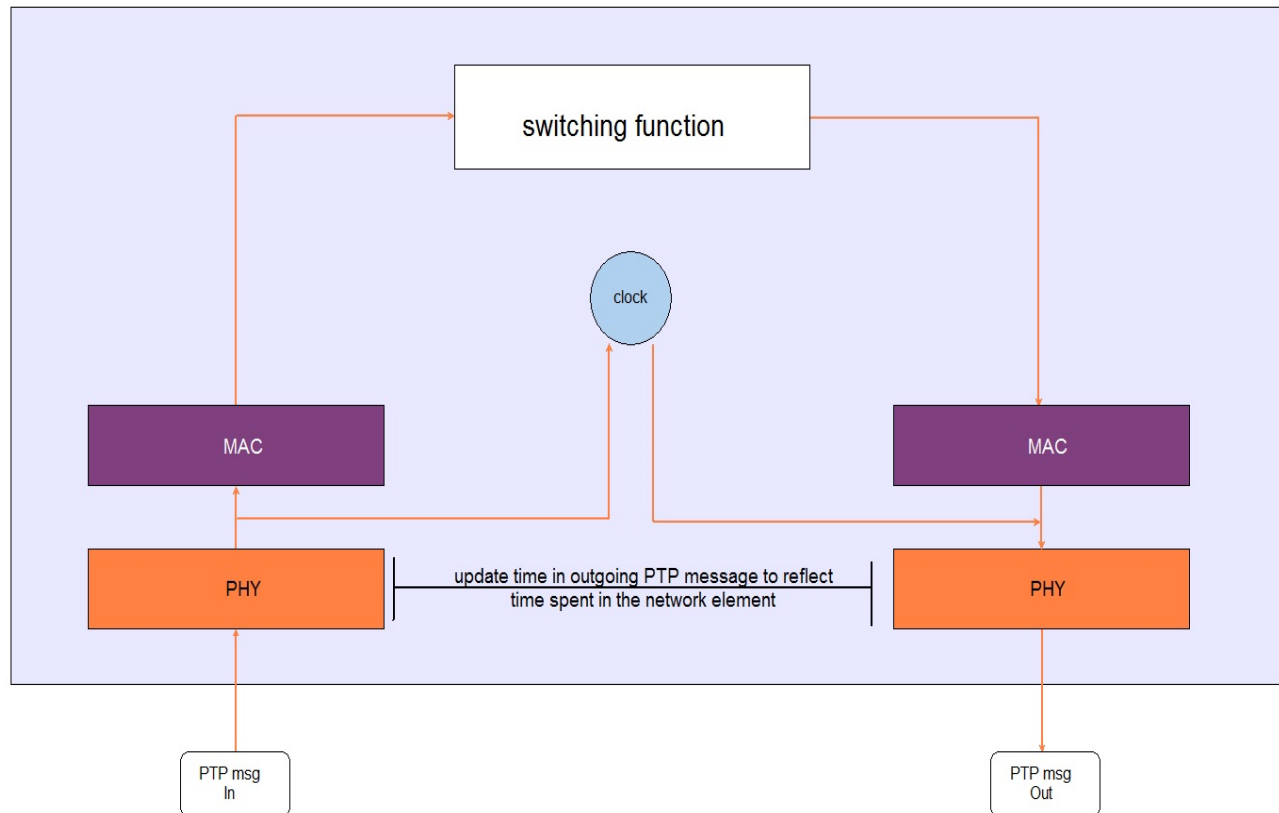 switching function
clock
MAC
MAC
PHY
update time in outgoing PTP message to reflect
time spent in the network element
PHY
PTP msg
In
PTP msg
Out